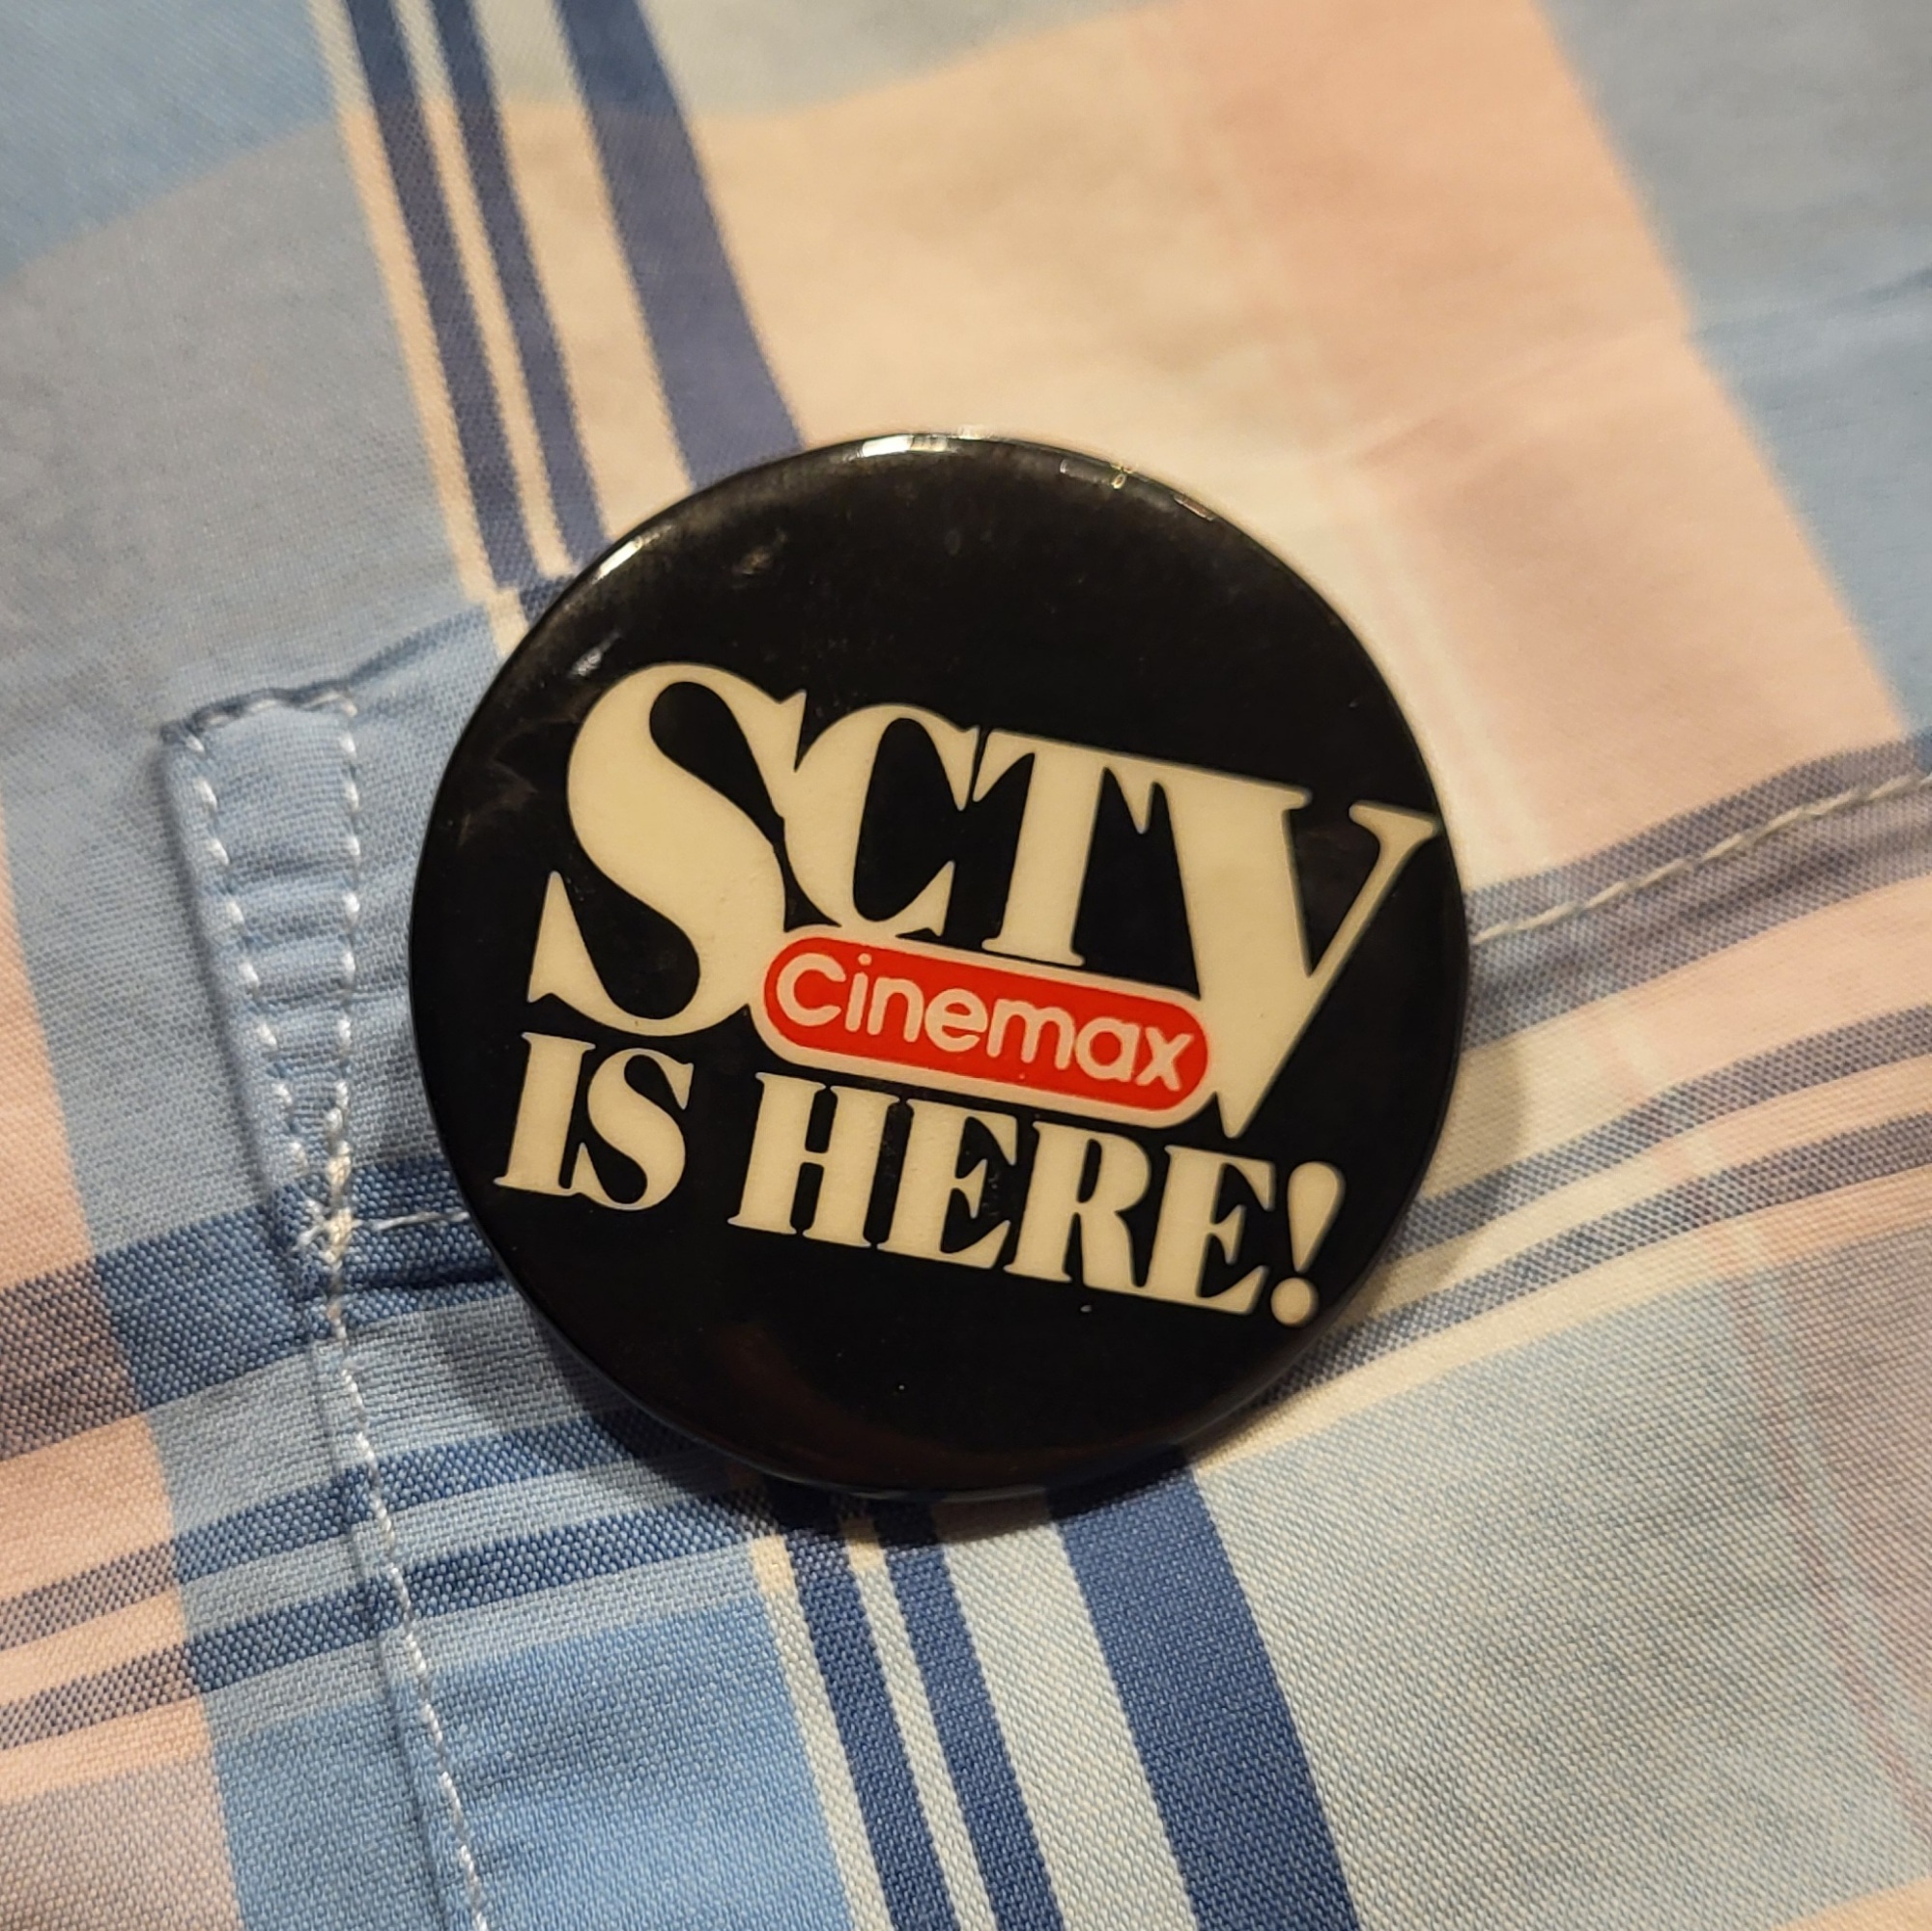 SCTV
Cinemax
IS HERE!